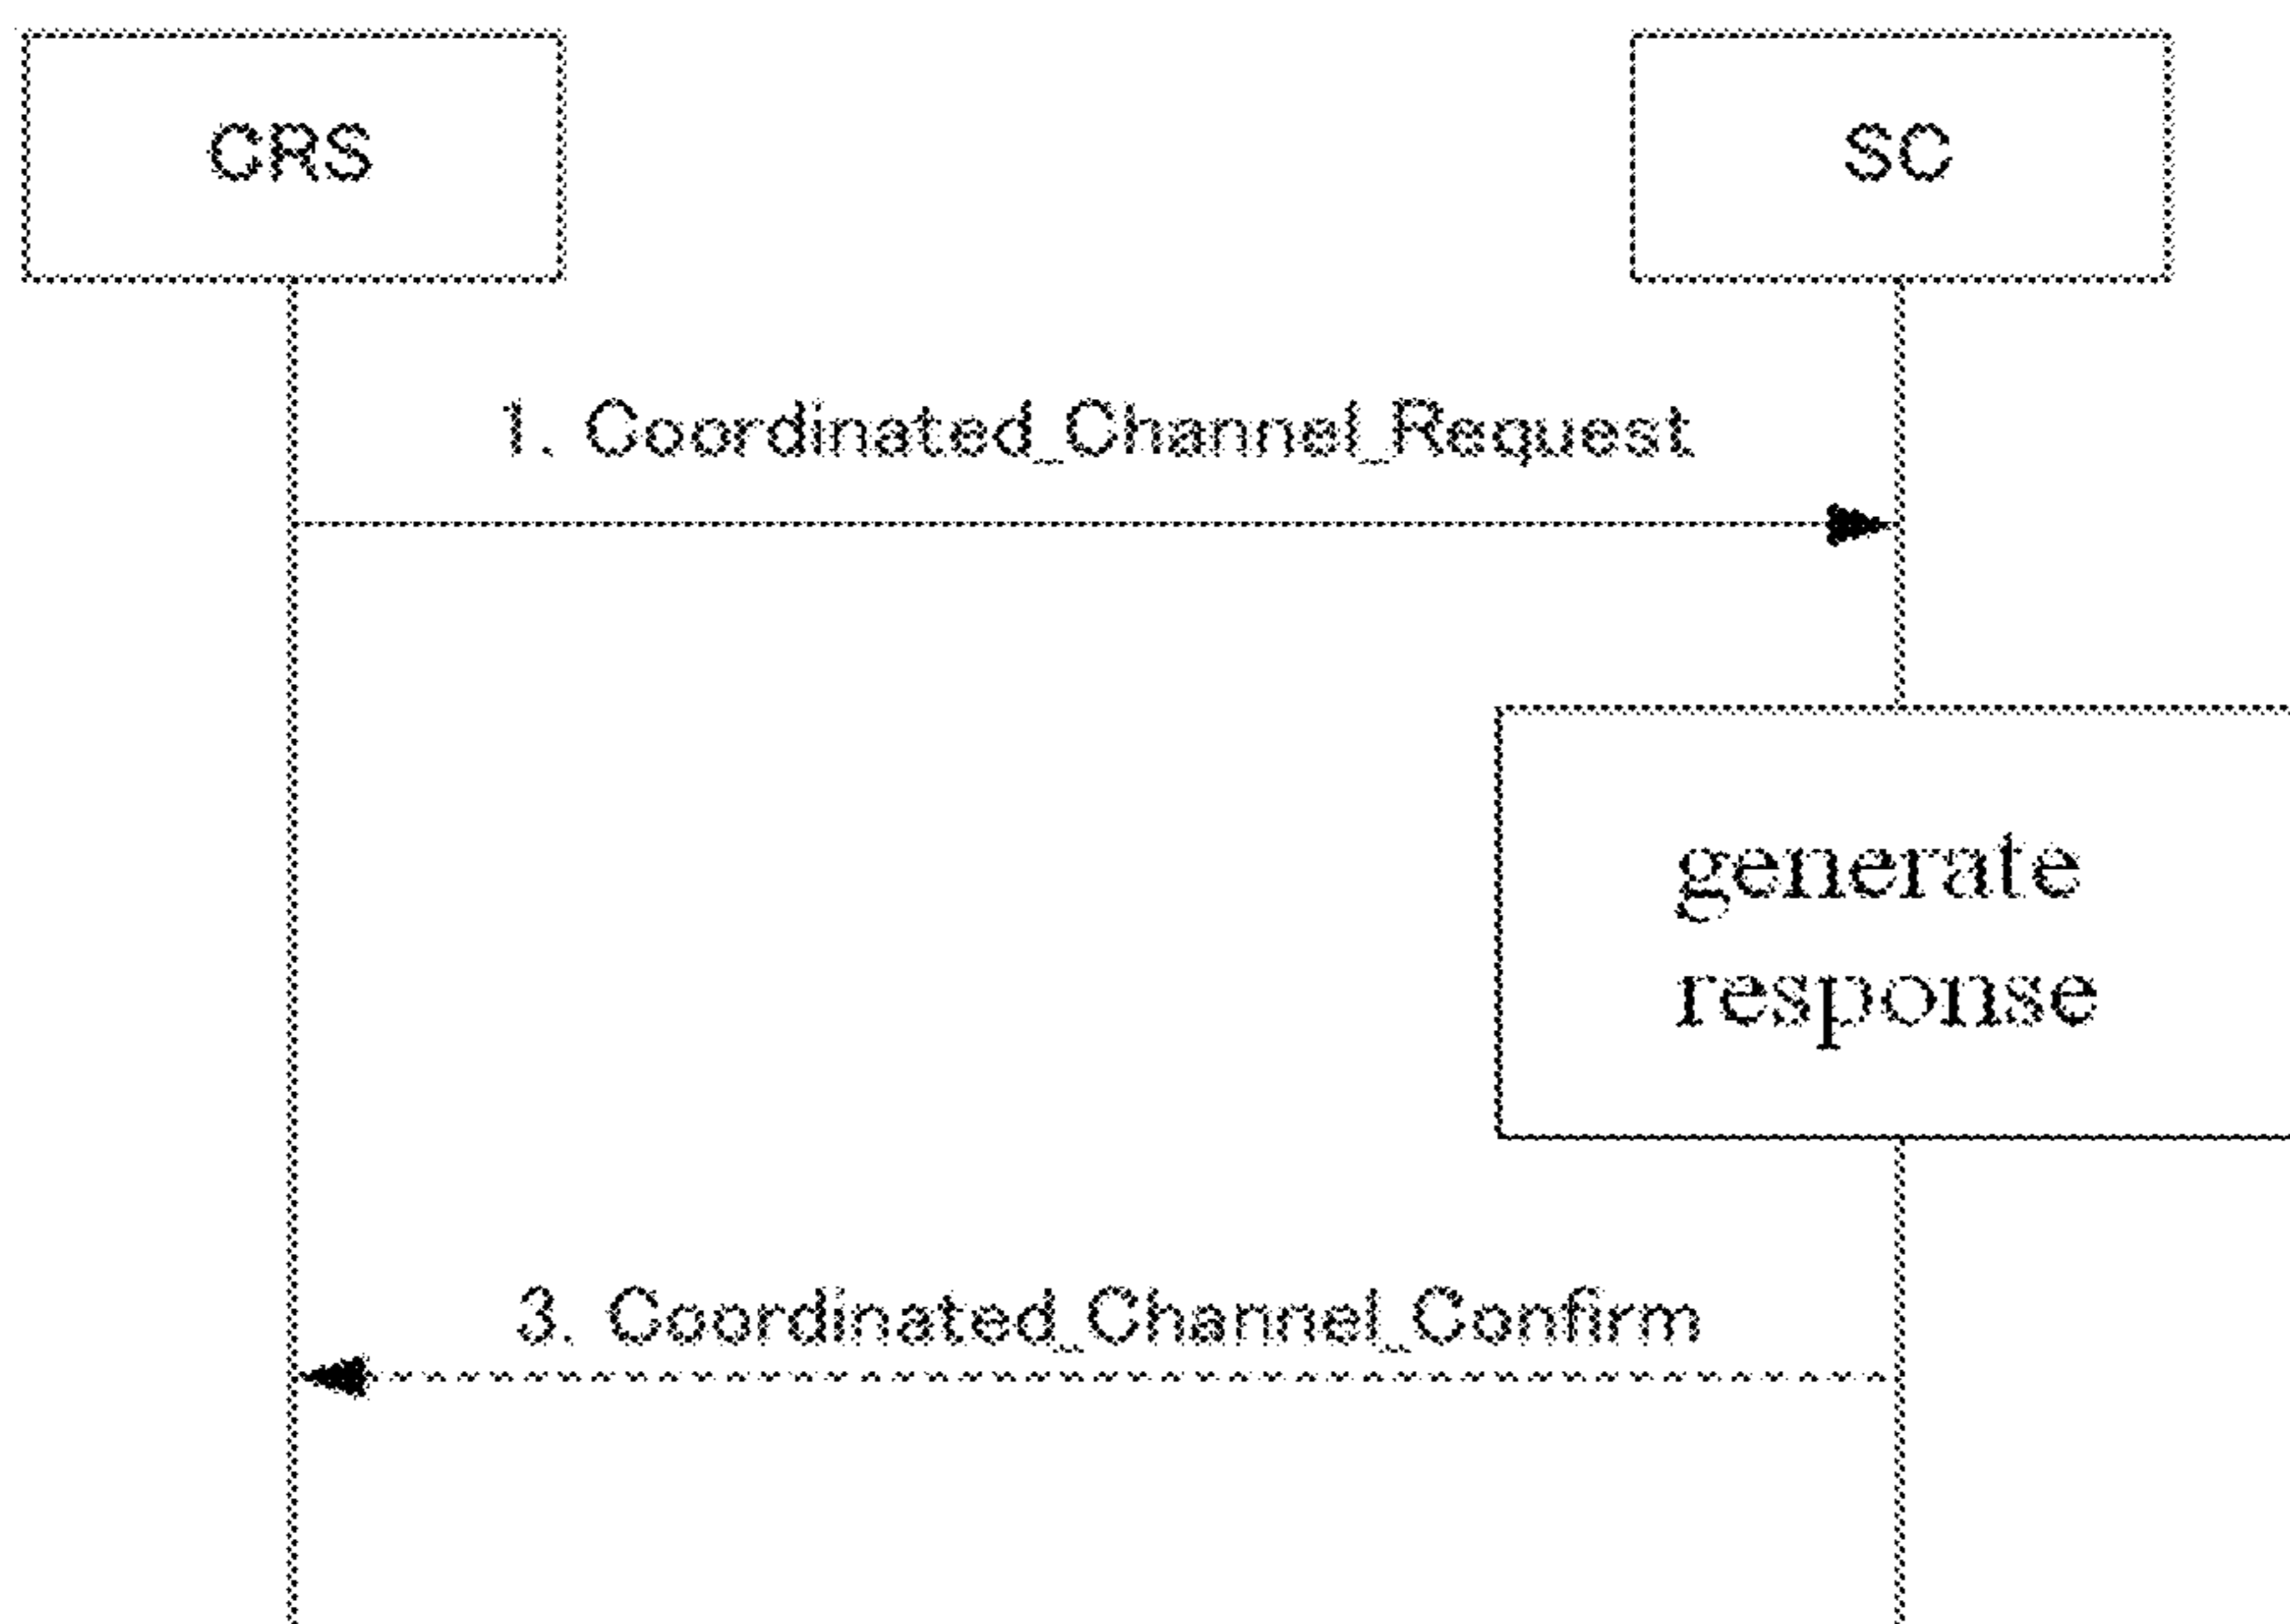 CRS
SC
1. Coordinated_Channel_Request
generate
response
3. Coordinated_Channel_Confirm